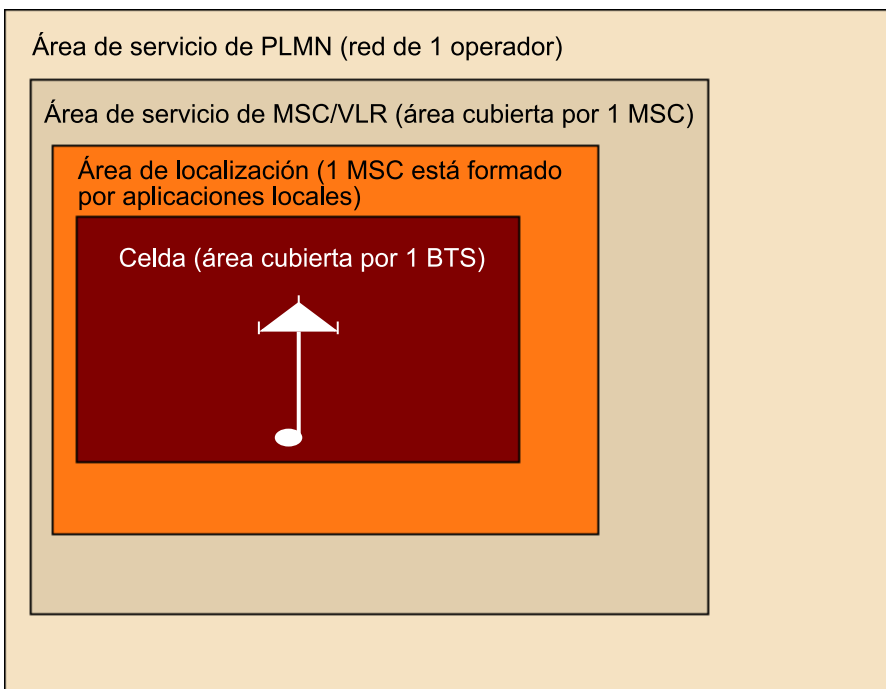 Área de servicio de PLMN (red de 1 operador)
Área de servicio de MSC/VLR (área cubierta por 1 MSC)
Área de localización (1 MSC está formado
por aplicaciones locales)
Celda (área cubierta por 1 BTS)